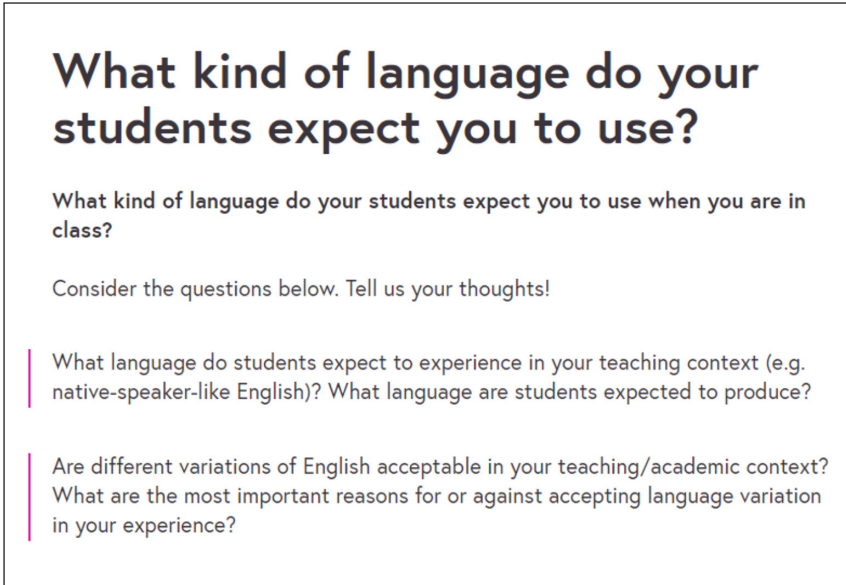 What kind of language do your
students expect you to use?
What kind of language do your students expect you to use when you are in
class?
Consider the questions below. Tell us your thoughts!
What language do students expect to experience in your teaching context (e.g.
native-speaker-like English)? What language are students expected to produce?
Are different variations of English acceptable in your teaching/academic context?
What are the most important reasons for or against accepting language variation
in your experience?